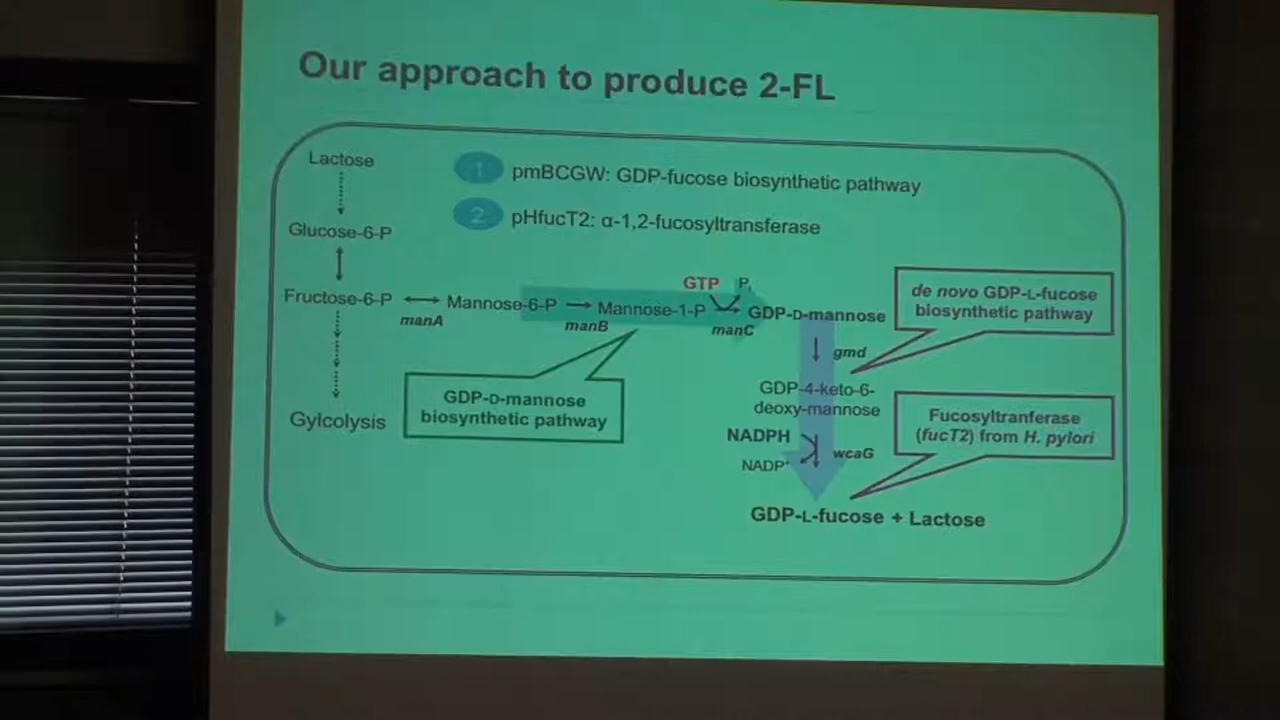 Our approach to produce 2-FL
Lactose
1 pmBCGW: GDP-fucose biosynthetic pathway
2 pHfucT2: α-1,2-fucosyltransferase
Glucose-6-P
GTP Pi
Fructose-6-P Mannose-6-P Mannose-1-P GDP-D-mannose
manA manB manC
de novo GDP-L-fucose
biosynthetic pathway
gmd
GDP-D-mannose
biosynthetic pathway
GDP-4-keto-6-
deoxy-mannose
Gylcolysis
Fucosyltranferase
(fucT2) from H. pylori
NADPH
wcaG
NADP+
GDP-L-fucose + Lactose